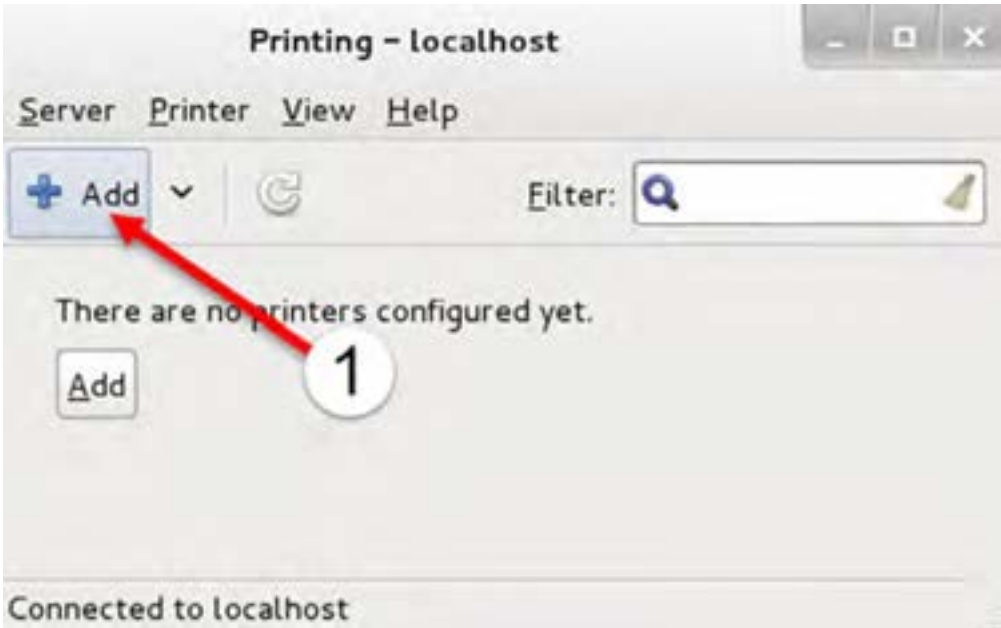 Printing – localhost
Server Printer View Help
Add Filter:
There are no printers configured yet.
1
Add
Connected to localhost